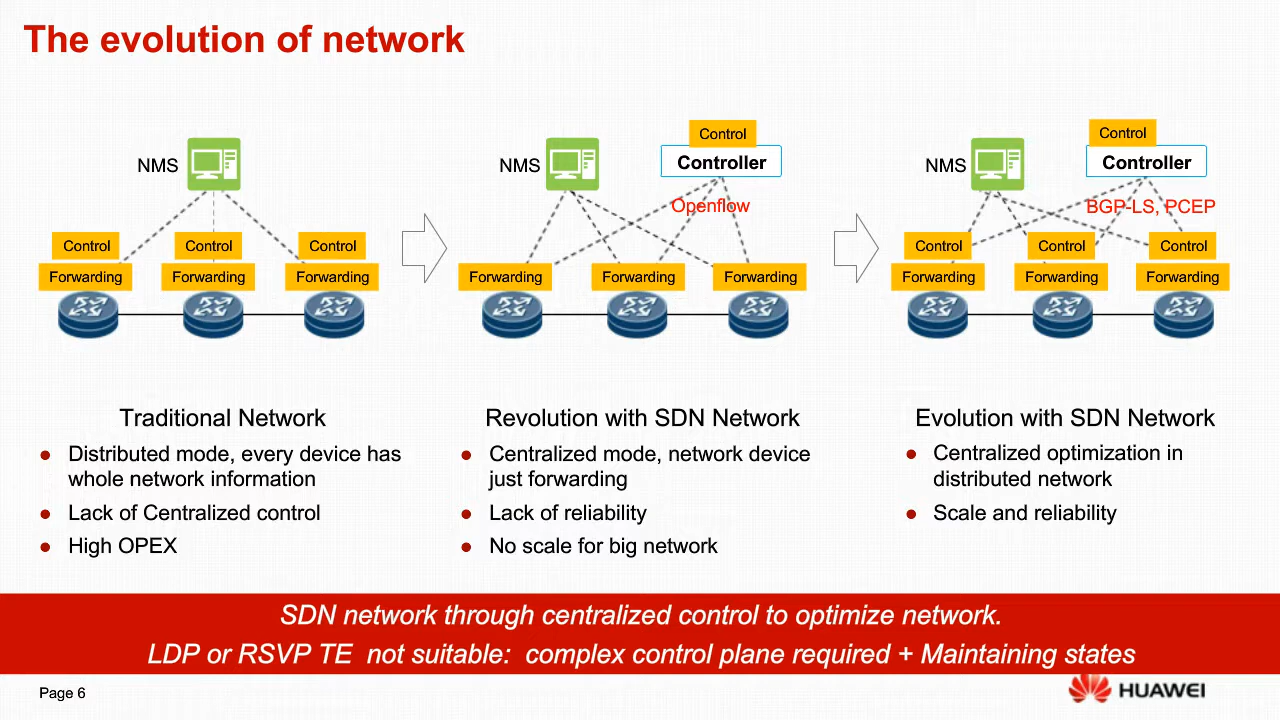 The evolution of network
NMS
Control
Forwarding
Control
Forwarding
Control
Forwarding
NMS
Control
Controller
Openflow
Forwarding
Forwarding
Forwarding
NMS
Control
Controller
BGP-LS, PCEP
Control
Forwarding
Control
Forwarding
Control
Forwarding
Traditional Network
● Distributed mode, every device has
whole network information
● Lack of Centralized control
● High OPEX
Revolution with SDN Network
● Centralized mode, network device
just forwarding
● Lack of reliability
● No scale for big network
Evolution with SDN Network
● Centralized optimization in
distributed network
● Scale and reliability
SDN network through centralized control to optimize network.
LDP or RSVP TE not suitable: complex control plane required + Maintaining states
Page 6
HUAWEI